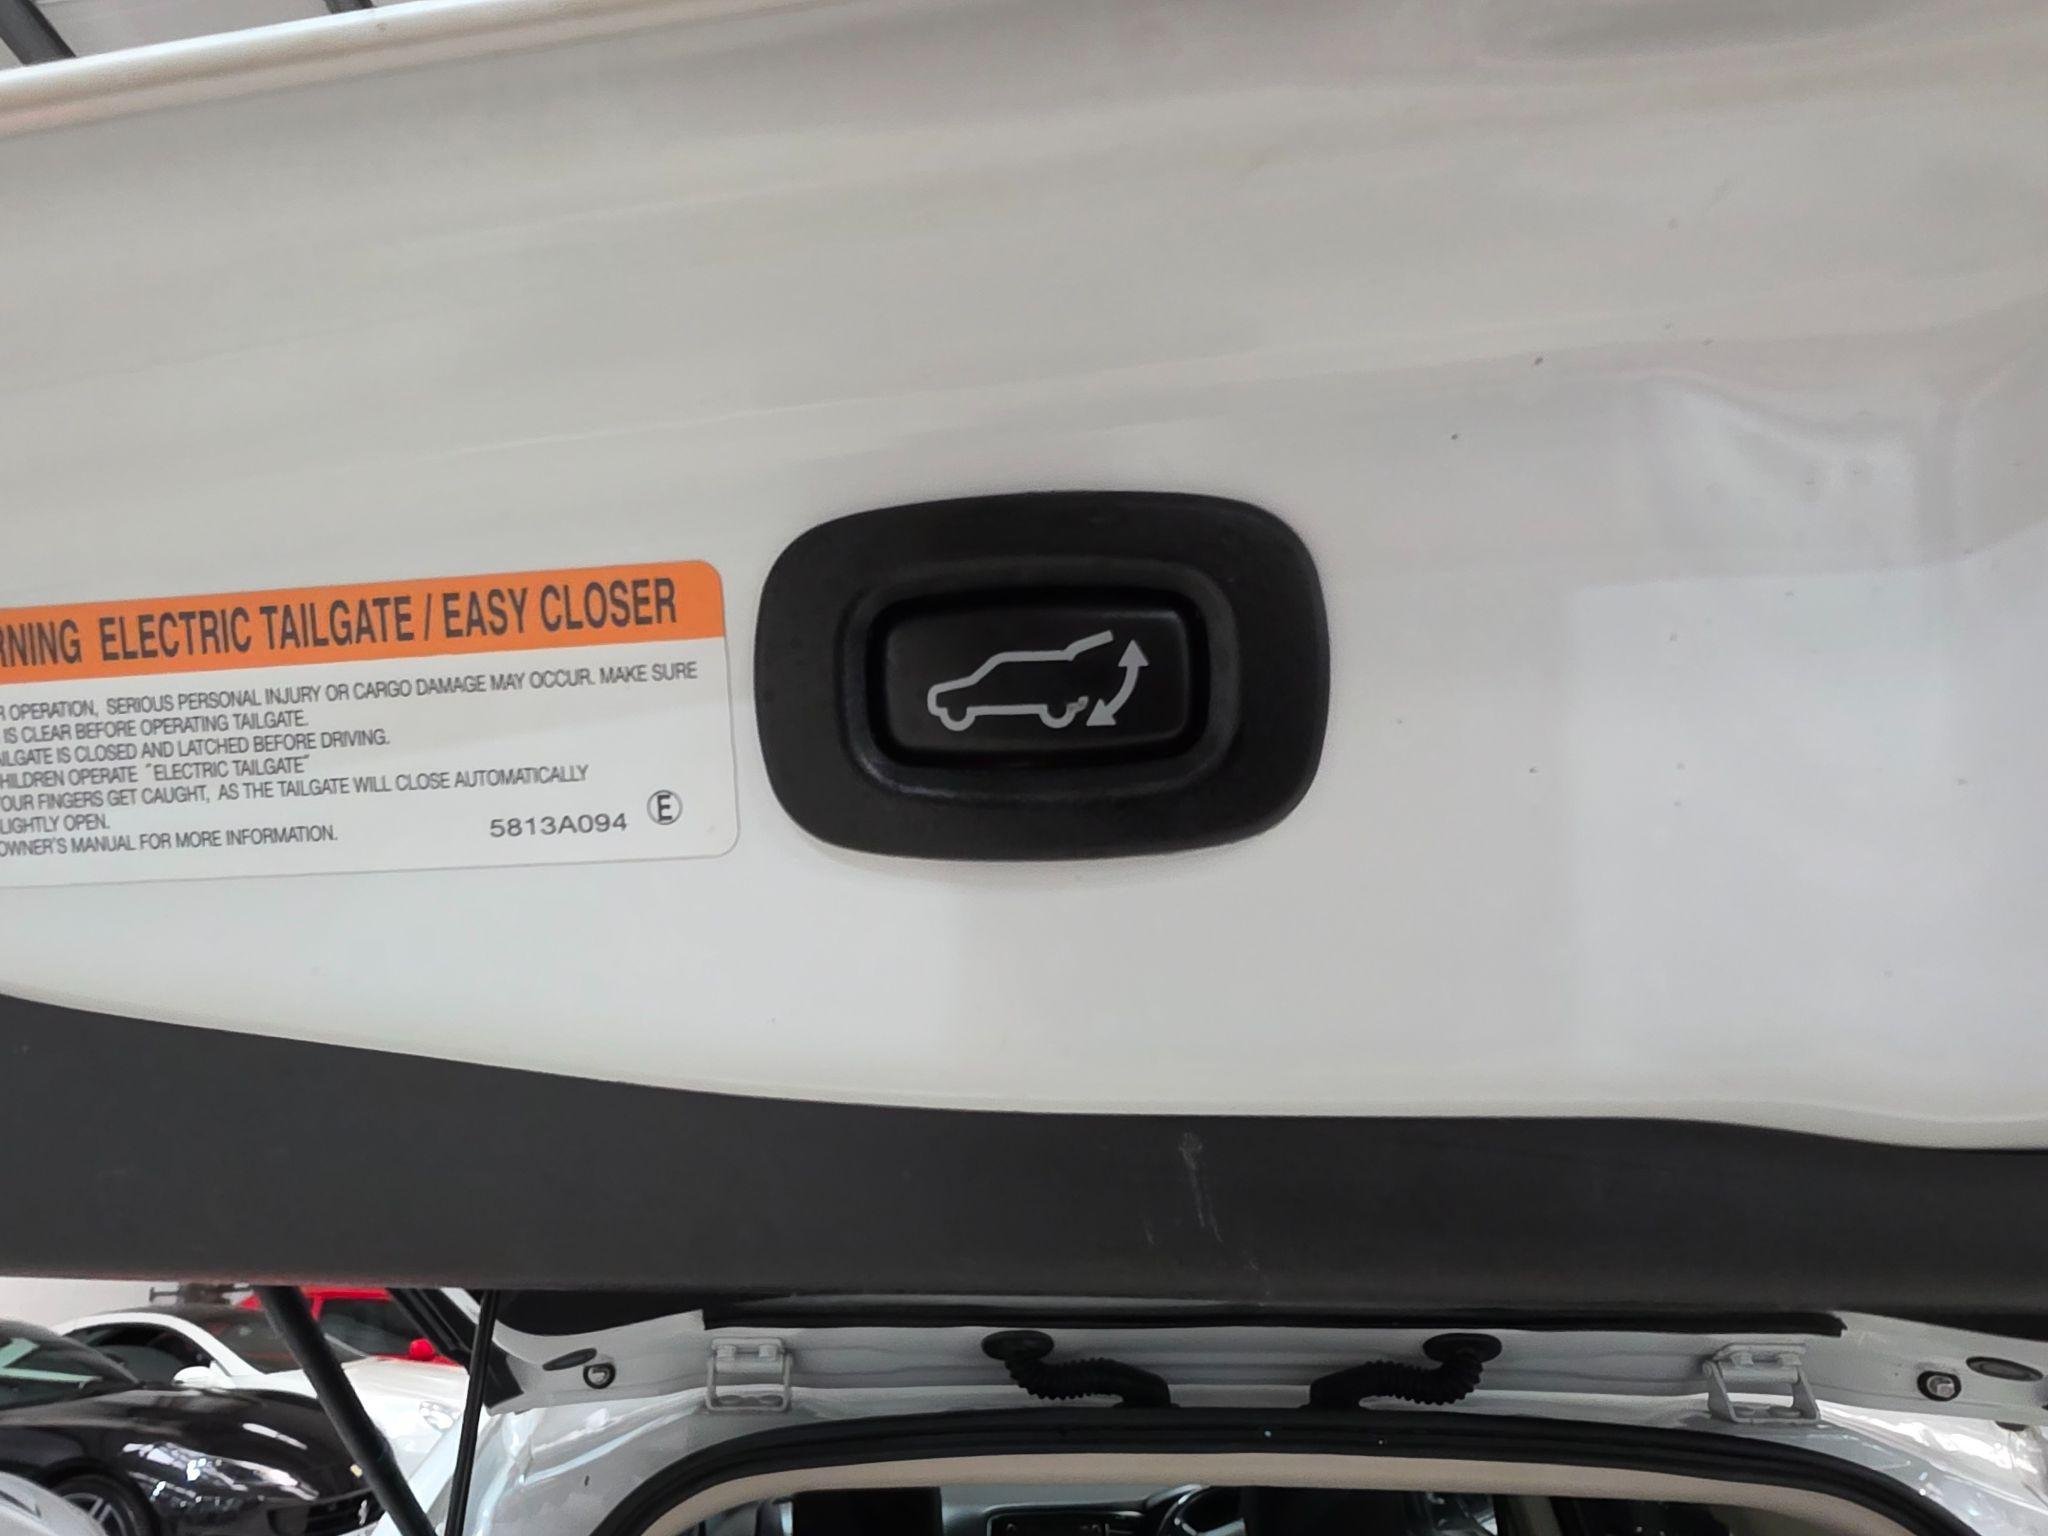 RNING ELECTRIC TAILGATE / EASY CLOSER
R OPERATION, SERIOUS PERSONAL INJURY OR CARGO DAMAGE MAY OCCUR. MAKE SURE
IS CLEAR BEFORE OPERATING TAILGATE.
ILGATE IS CLOSED AND LATCHED BEFORE DRIVING.
HILDREN OPERATE "ELECTRIC TAILGATE"
YOUR FINGERS GET CAUGHT, AS THE TAILGATE WILL CLOSE AUTOMATICALLY
LIGHTLY OPEN.
OWNER'S MANUAL FOR MORE INFORMATION.
5813A094 E